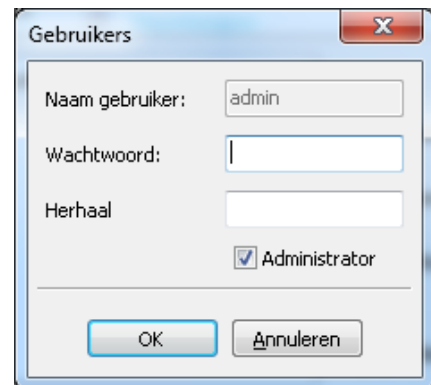 Gebruikers
Naam gebruiker: admin
Wachtwoord:
Herhaal
Administrator
OK Annuleren